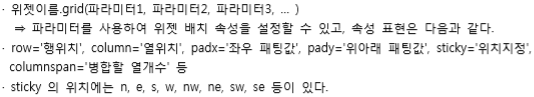 · 위젯이름.grid(파라미터1, 파라미터2, 파라미터3, ...)
⇒ 파라미터를 사용하여 위젯 배치 속성을 설정할 수 있고, 속성 표현은 다음과 같다.
· row='행위치', column='열위치', padx='좌우 패팅값', pady='위아래 패팅값', sticky='위치지정',
columnspan='병합할 열개수' 등
· sticky 의 위치에는 n, e, s, w, nw, ne, sw, se 등이 있다.